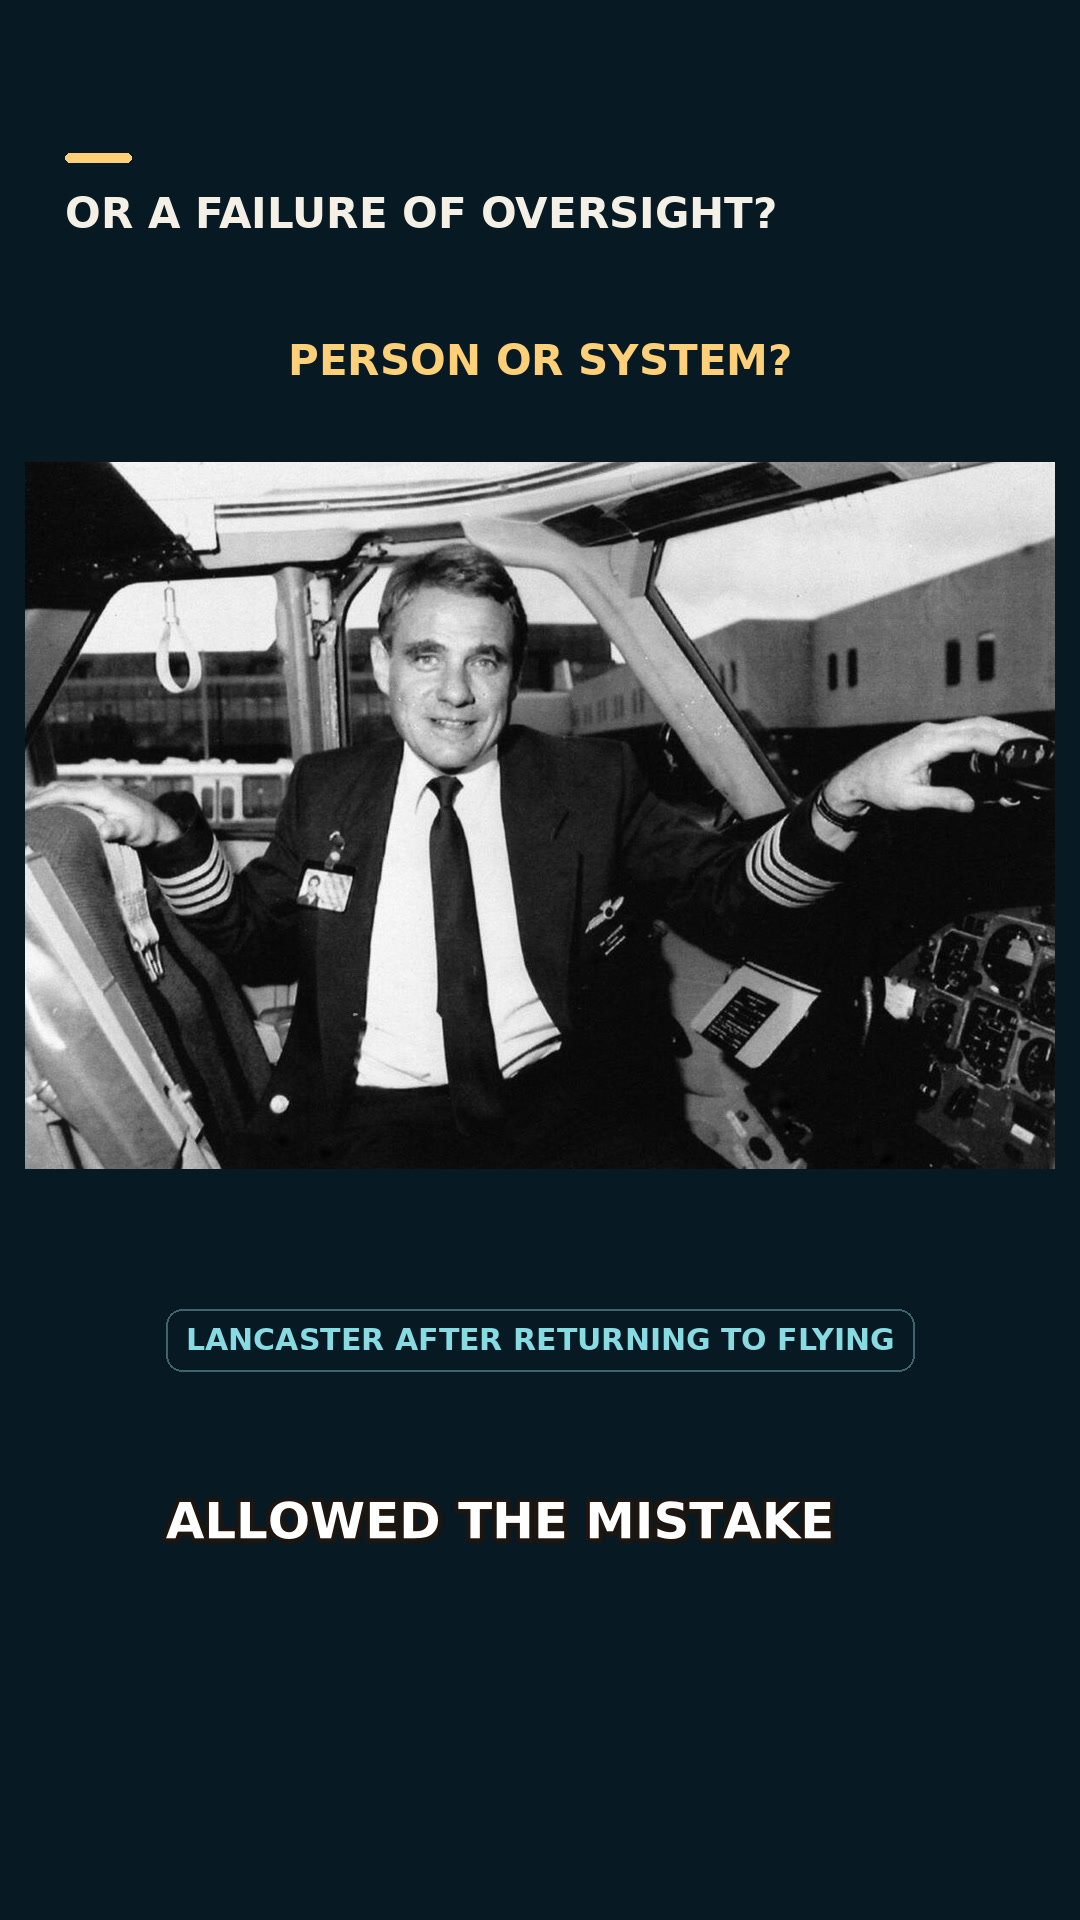 OR A FAILURE OF OVERSIGHT?
PERSON OR SYSTEM?
LANCASTER AFTER RETURNING TO FLYING
ALLOWED THE MISTAKE